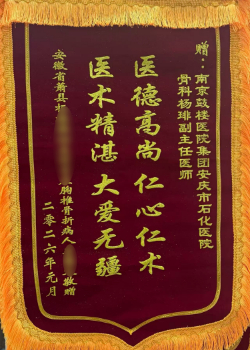 赠：南京鼓楼医院集团安庆市石化医院
骨科杨琲副主任医师
医德高尚 仁心仁术
医术精湛 大爱无疆
安徽省萧县
胸椎骨折病人 敬赠
二零二六年元月